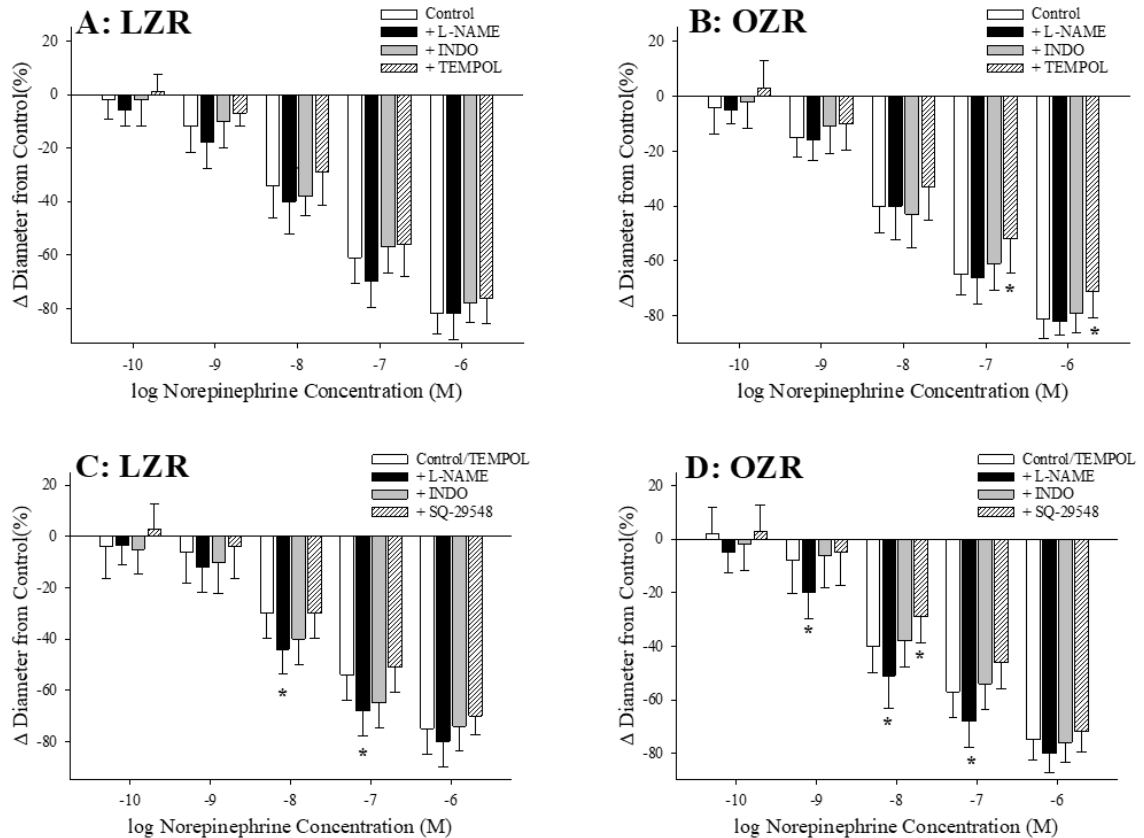 A: LZR
Control
+ L-NAME
+ INDO
+ TEMPOL
20
0
-20
-40
-60
-80
Δ Diameter from Control(%)
-10 -9 -8 -7 -6
log Norepinephrine Concentration (M)
B: OZR
Control
+ L-NAME
+ INDO
+ TEMPOL
20
0
-20
-40
-60
-80
Δ Diameter from Control(%)
*
*
-10 -9 -8 -7 -6
log Norepinephrine Concentration (M)
C: LZR
Control/TEMPOL
+ L-NAME
+ INDO
+ SQ-29548
20
0
-20
-40
-60
-80
Δ Diameter from Control(%)
*
*
-10 -9 -8 -7 -6
log Norepinephrine Concentration (M)
D: OZR
Control/TEMPOL
+ L-NAME
+ INDO
+ SQ-29548
20
0
-20
-40
-60
-80
Δ Diameter from Control(%)
*
*
*
*
-10 -9 -8 -7 -6
log Norepinephrine Concentration (M)